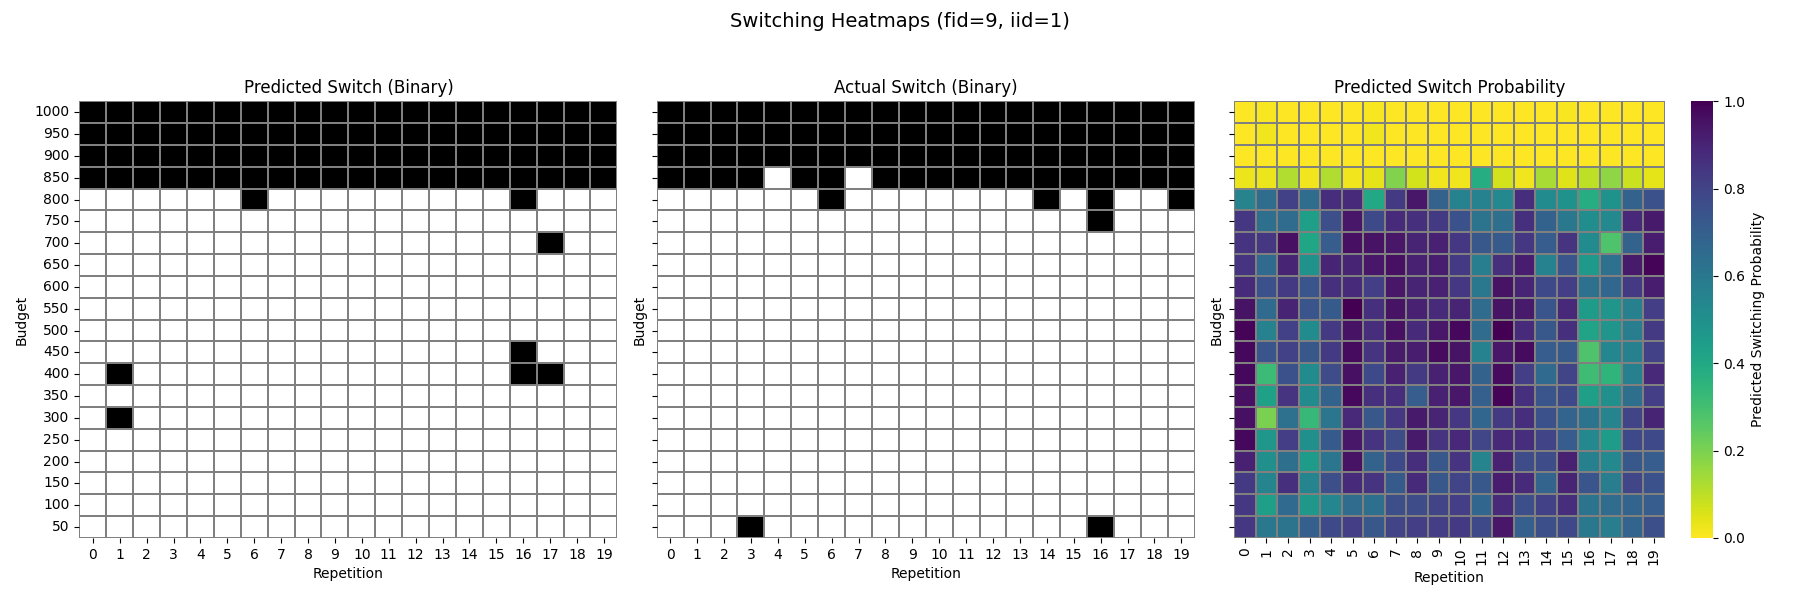 Switching Heatmaps (fid=9, iid=1)
Predicted Switch (Binary)
1000
950
900
850
800
750
700
650
600
550
500
450
400
350
300
250
200
150
100
50
Budget
0 1 2 3 4 5 6 7 8 9 10 11 12 13 14 15 16 17 18 19
Repetition
Actual Switch (Binary)
Budget
0 1 2 3 4 5 6 7 8 9 10 11 12 13 14 15 16 17 18 19
Repetition
Predicted Switch Probability
Budget
0 1 2 3 4 5 6 7 8 9 10 11 12 13 14 15 16 17 18 19
Repetition
1.0
0.8
0.6
0.4
0.2
0.0
Predicted Switching Probability